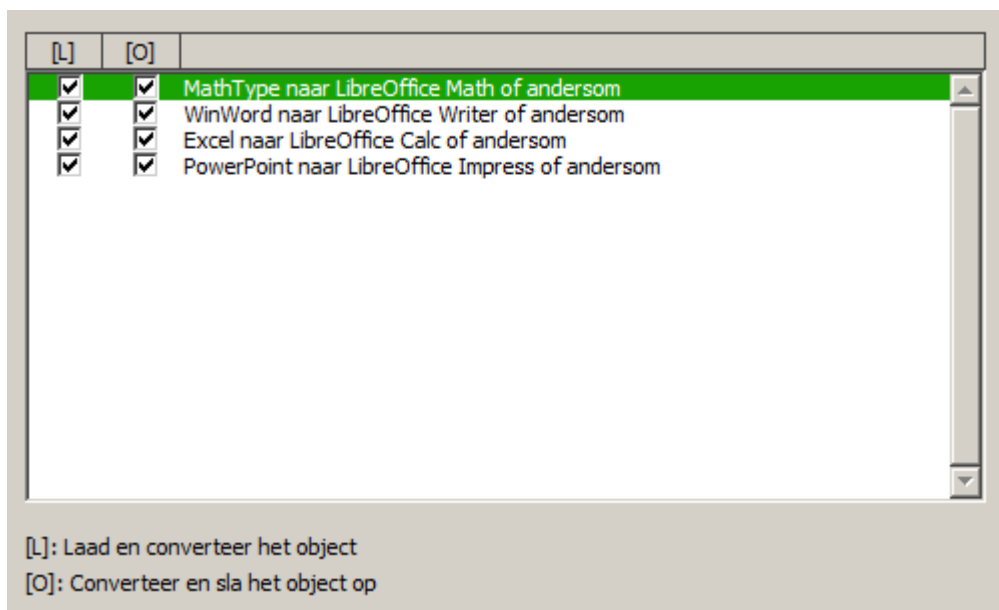 [L] [O]
MathType naar LibreOffice Math of andersom
WinWord naar LibreOffice Writer of andersom
Excel naar LibreOffice Calc of andersom
PowerPoint naar LibreOffice Impress of andersom
[L]: Laad en converteer het object
[O]: Converteer en sla het object op